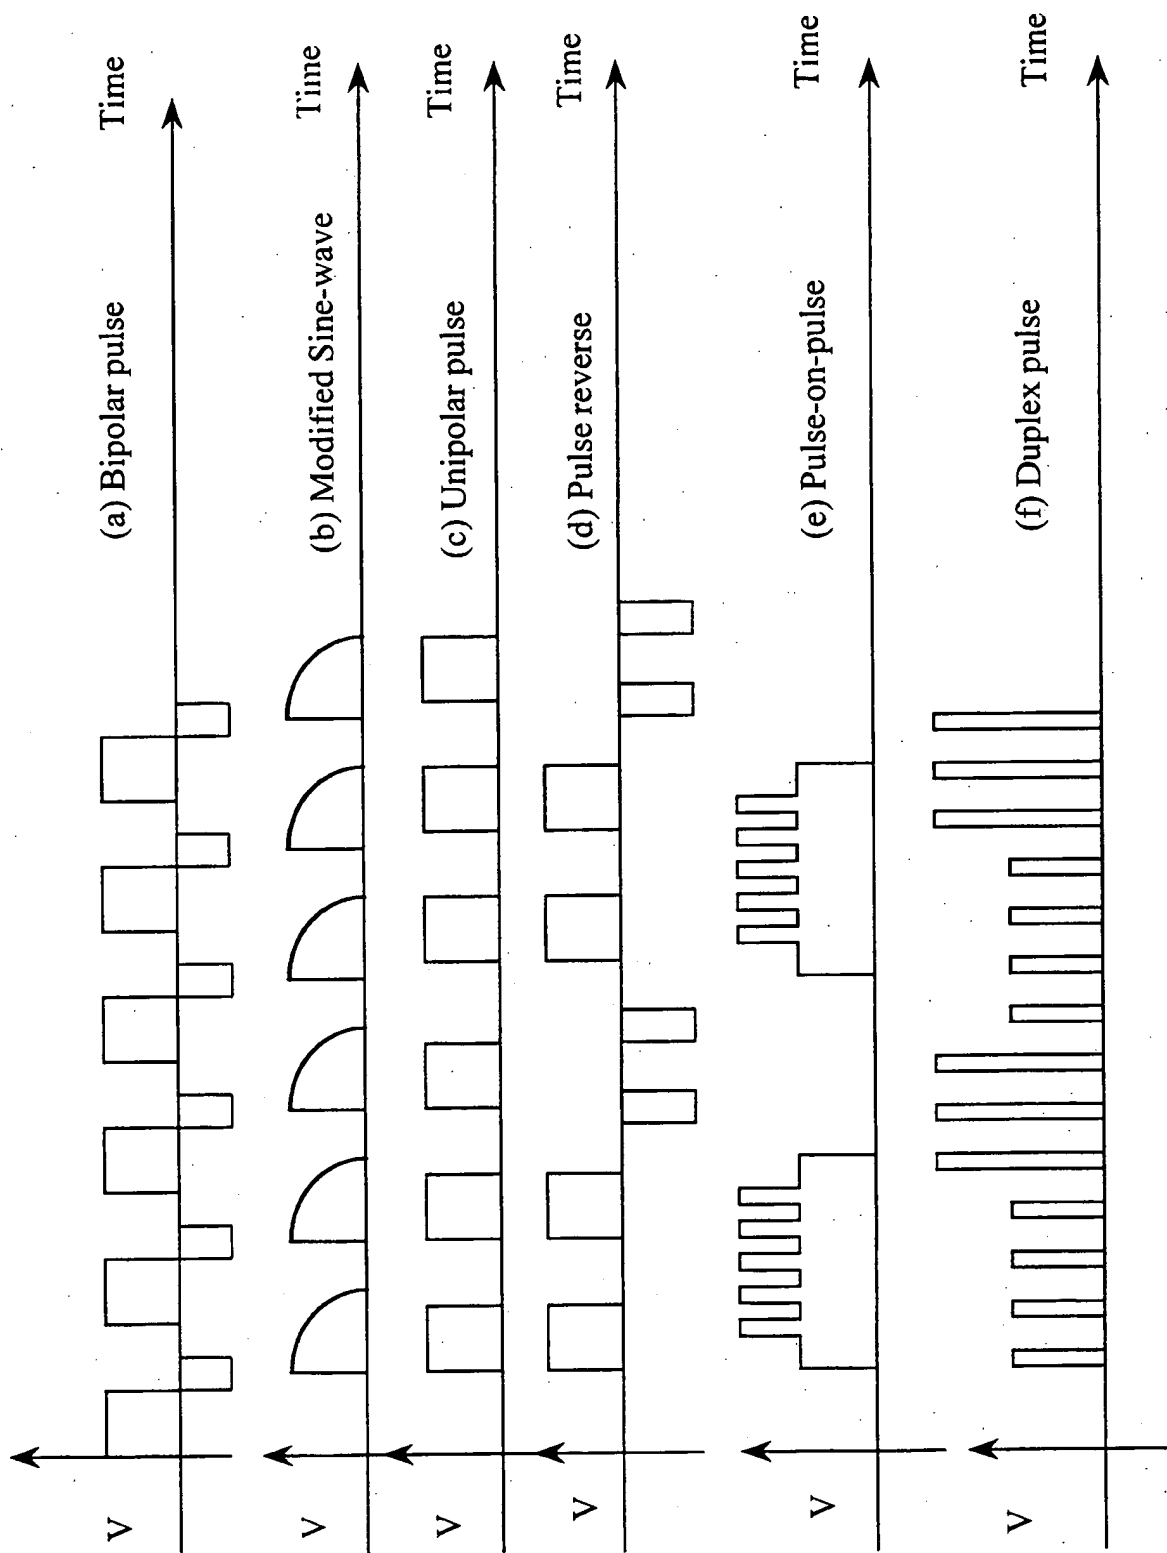 Time
(a) Bipolar pulse
V
Time
(b) Modified Sine-wave
V
Time
(c) Unipolar pulse
V
Time
(d) Pulse reverse
V
Time
(e) Pulse-on-pulse
V
Time
(f) Duplex pulse
V